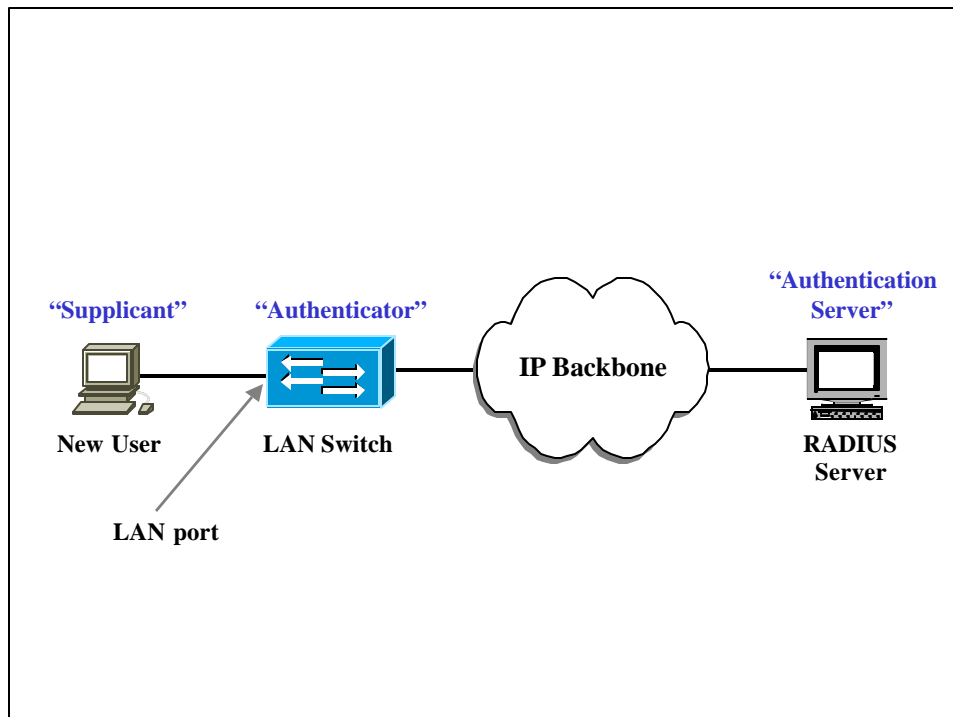 “Authentication
Server”
“Supplicant”
“Authenticator”
IP Backbone
New User
LAN Switch
RADIUS
Server
LAN port